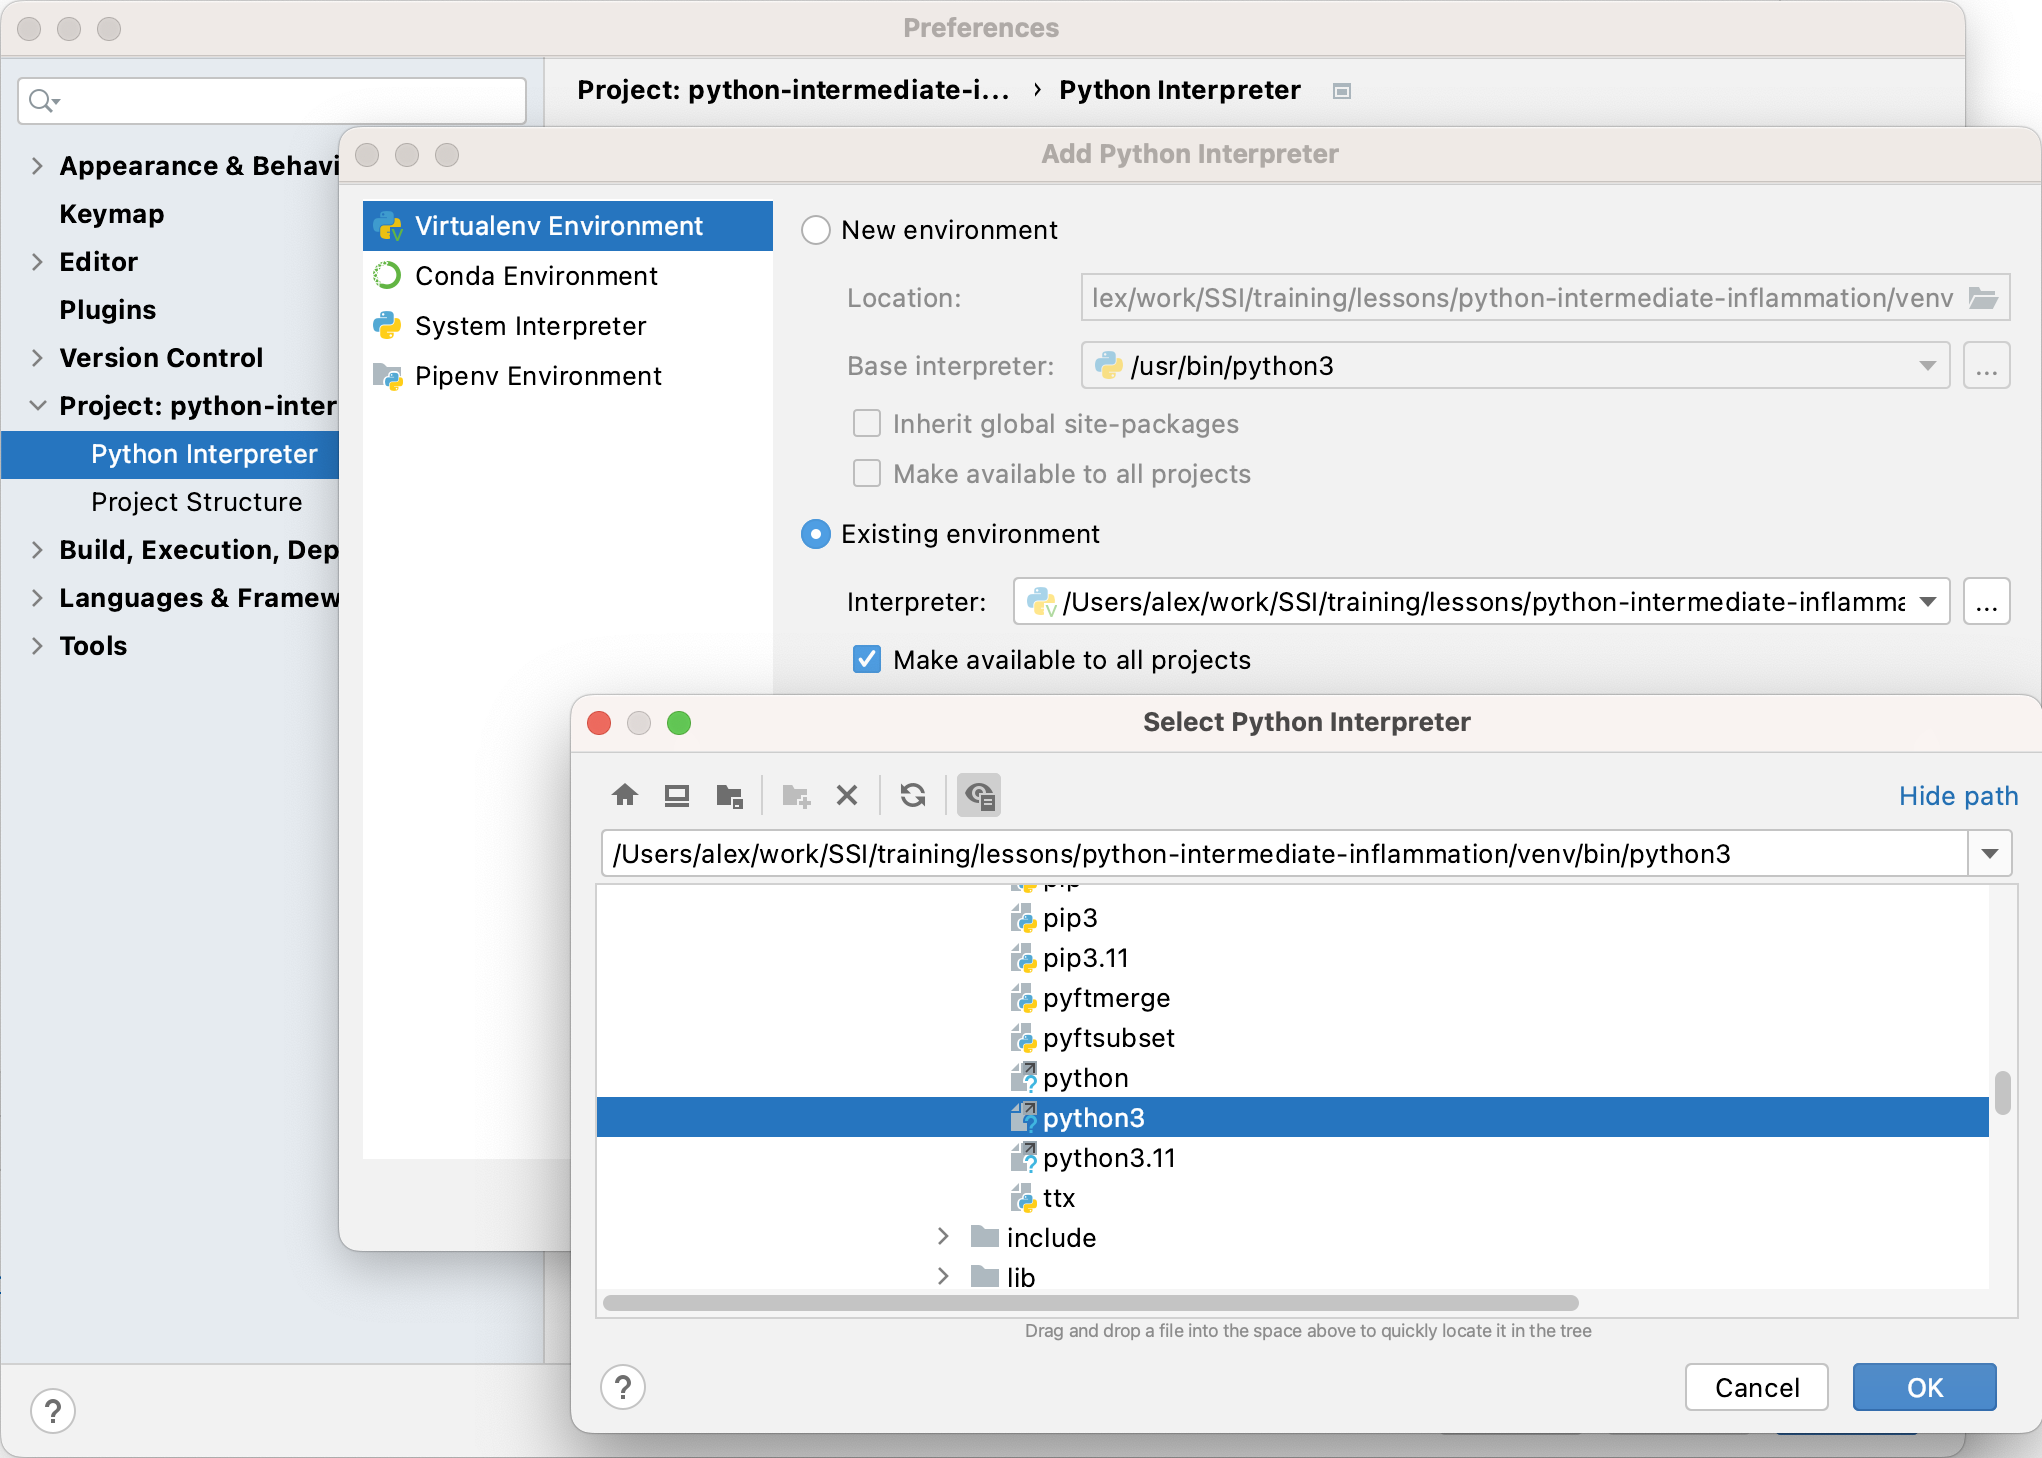 Preferences
Project: python-intermediate-i... › Python Interpreter
Appearance & Behavi
Keymap
Editor
Plugins
Version Control
Project: python-inter
Python Interpreter
Project Structure
Build, Execution, Dep
Languages & Framew
Tools
?
Add Python Interpreter
Virtualenv Environment
Conda Environment
System Interpreter
Pipenv Environment
New environment
Location: lex/work/SSI/training/lessons/python-intermediate-inflammation/venv
Base interpreter: /usr/bin/python3 ...
Inherit global site-packages
Make available to all projects
Existing environment
Interpreter: /Users/alex/work/SSI/training/lessons/python-intermediate-inflamma ...
Make available to all projects
Select Python Interpreter
Hide path
/Users/alex/work/SSI/training/lessons/python-intermediate-inflammation/venv/bin/python3
pip
pip3
pip3.11
pyftmerge
pyftsubset
python
python3
python3.11
ttx
include
lib
Drag and drop a file into the space above to quickly locate it in the tree
? Cancel OK